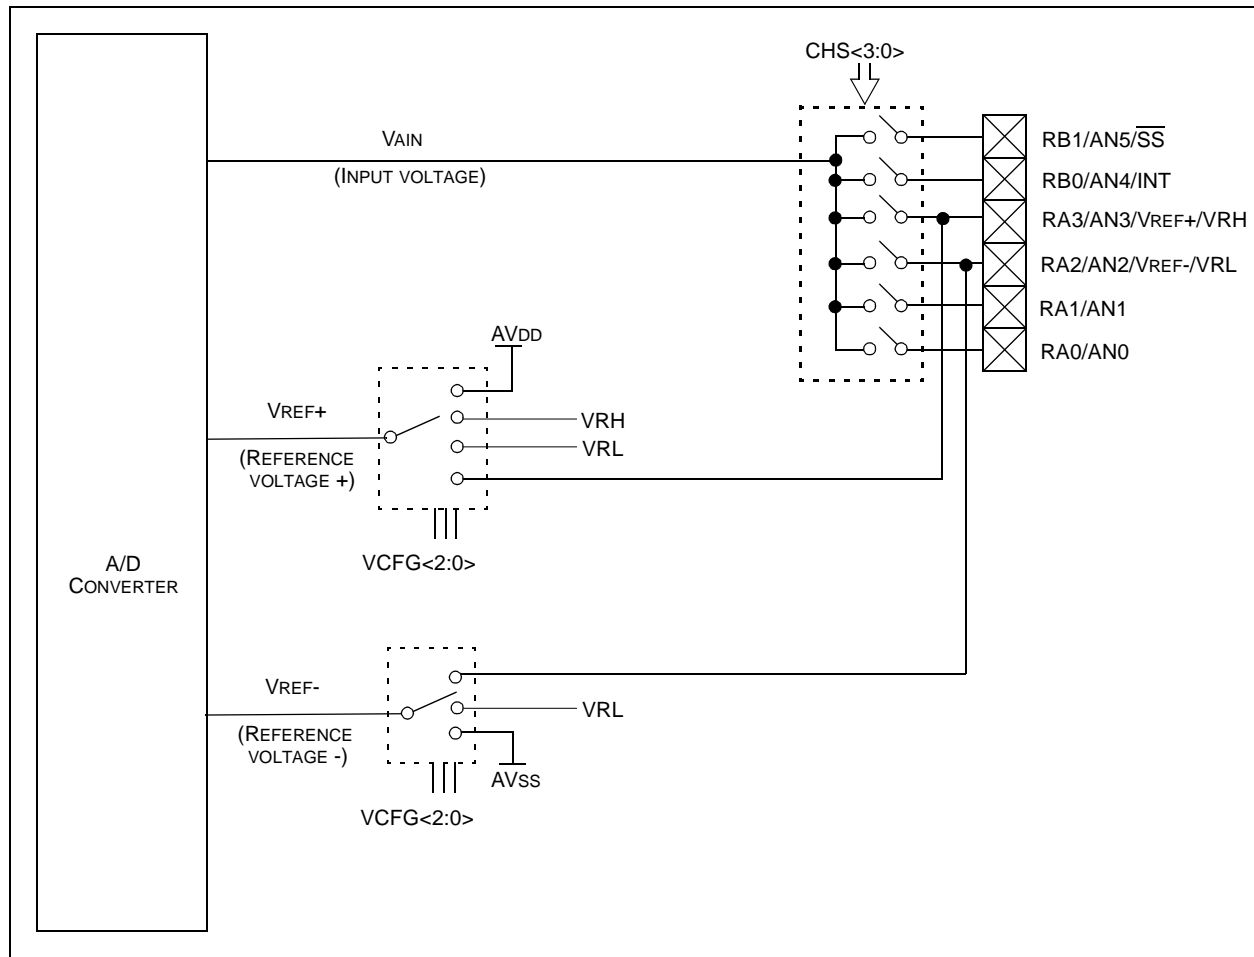 CHS<3:0>
VAIN
(INPUT VOLTAGE)
RB1/AN5/S̅S̅
RB0/AN4/INT
RA3/AN3/VREF+/VRH
RA2/AN2/VREF-/VRL
RA1/AN1
RA0/AN0
AVDD
VREF+
(REFERENCE
VOLTAGE +)
VRH
VRL
VCFG<2:0>
A/D
CONVERTER
VREF-
(REFERENCE
VOLTAGE -)
VRL
AVSS
VCFG<2:0>